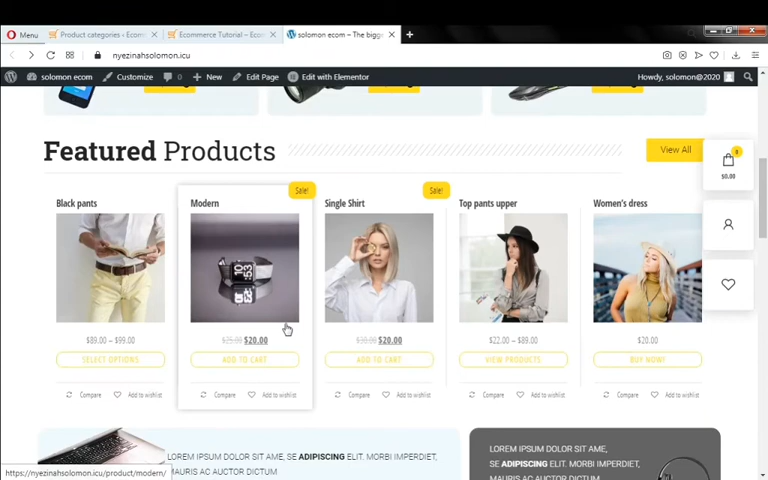 Menu
Product categories ‹ Ecom
Ecommerce Tutorial – Ecom
solomon ecom – The bigge
nyezinahsolomon.icu
solomon ecom
Customize
0
New
Edit Page
Edit with Elementor
Howdy, solomon@2020
Featured Products
View All
0
$0.00
Sale!
Sale!
Black pants
Modern
Single Shirt
Top pants upper
Women's dress
$89.00 – $99.00
$25.00 $20.00
$30.00 $20.00
$22.00 – $89.00
$20.00
SELECT OPTIONS
ADD TO CART
ADD TO CART
VIEW PRODUCTS
BUY NOW!
Compare
Add to wishlist
Compare
Add to wishlist
Compare
Add to wishlist
Compare
Add to wishlist
Compare
Add to wishlist
LOREM IPSUM DOLOR SIT AM, SE ADIPISCING ELIT. MORBI IMPERDIET,
MAURIS AC AUCTOR DICTUM
LOREM IPSUM DOLOR SIT AM,
SE ADIPISCING ELIT. MORBI IMPERDIET,
MAURIS AC AUCTOR DICTUM
https://nyezinahsolomon.icu/product/modern/